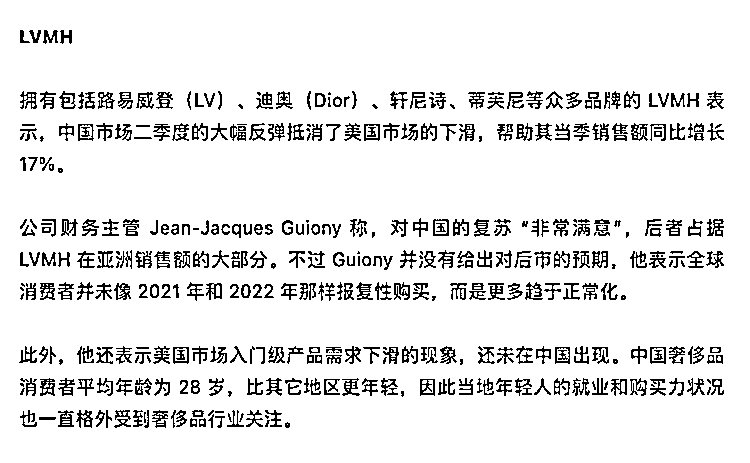 LVMH
拥有包括路易威登（LV）、迪奥（Dior）、轩尼诗、蒂芙尼等众多品牌的 LVMH 表
示，中国市场二季度的大幅反弹抵消了美国市场的下滑，帮助其当季销售额同比增长
17%。
公司财务主管 Jean-Jacques Guiony 称，对中国的复苏 “非常满意”，后者占据
LVMH 在亚洲销售额的大部分。不过 Guiony 并没有给出对后市的预期，他表示全球
消费者并未像 2021 年和 2022 年那样报复性购买，而是更多趋于正常化。
此外，他还表示美国市场入门级产品需求下滑的现象，还未在中国出现。中国奢侈品
消费者平均年龄为 28 岁，比其它地区更年轻，因此当地年轻人的就业和购买力状况
也一直格外受到奢侈品行业关注。